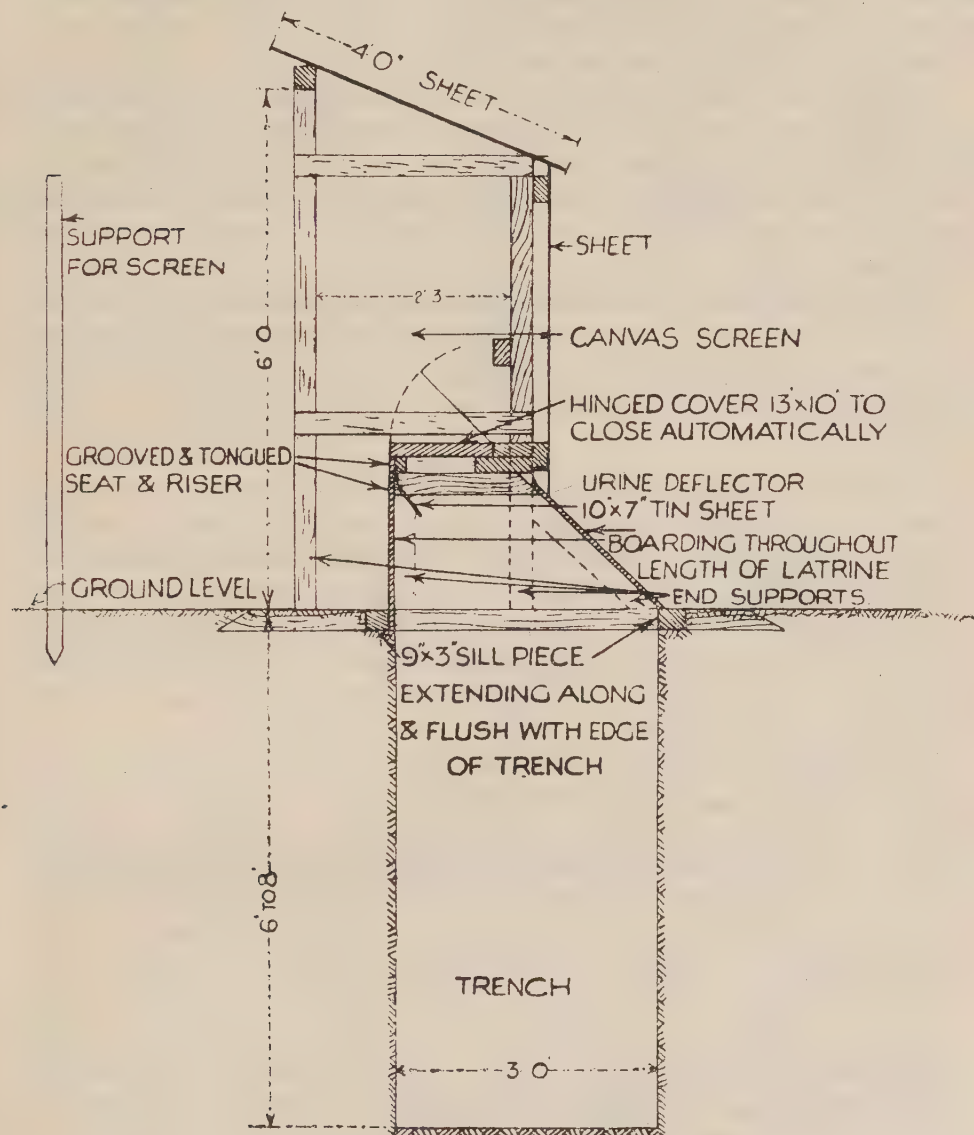 4'0" SHEET
SUPPORT
FOR SCREEN
SHEET
2'3
6'0
CANVAS SCREEN
HINGED COVER 13"x10" TO
CLOSE AUTOMATICALLY
GROOVED & TONGUED
SEAT & RISER
URINE DEFLECTOR
10"x7" TIN SHEET
BOARDING THROUGHOUT
LENGTH OF LATRINE
END SUPPORTS.
GROUND LEVEL
9"x3" SILL PIECE
EXTENDING ALONG
& FLUSH WITH EDGE
OF TRENCH
6' TO 8'
TRENCH
3'0"